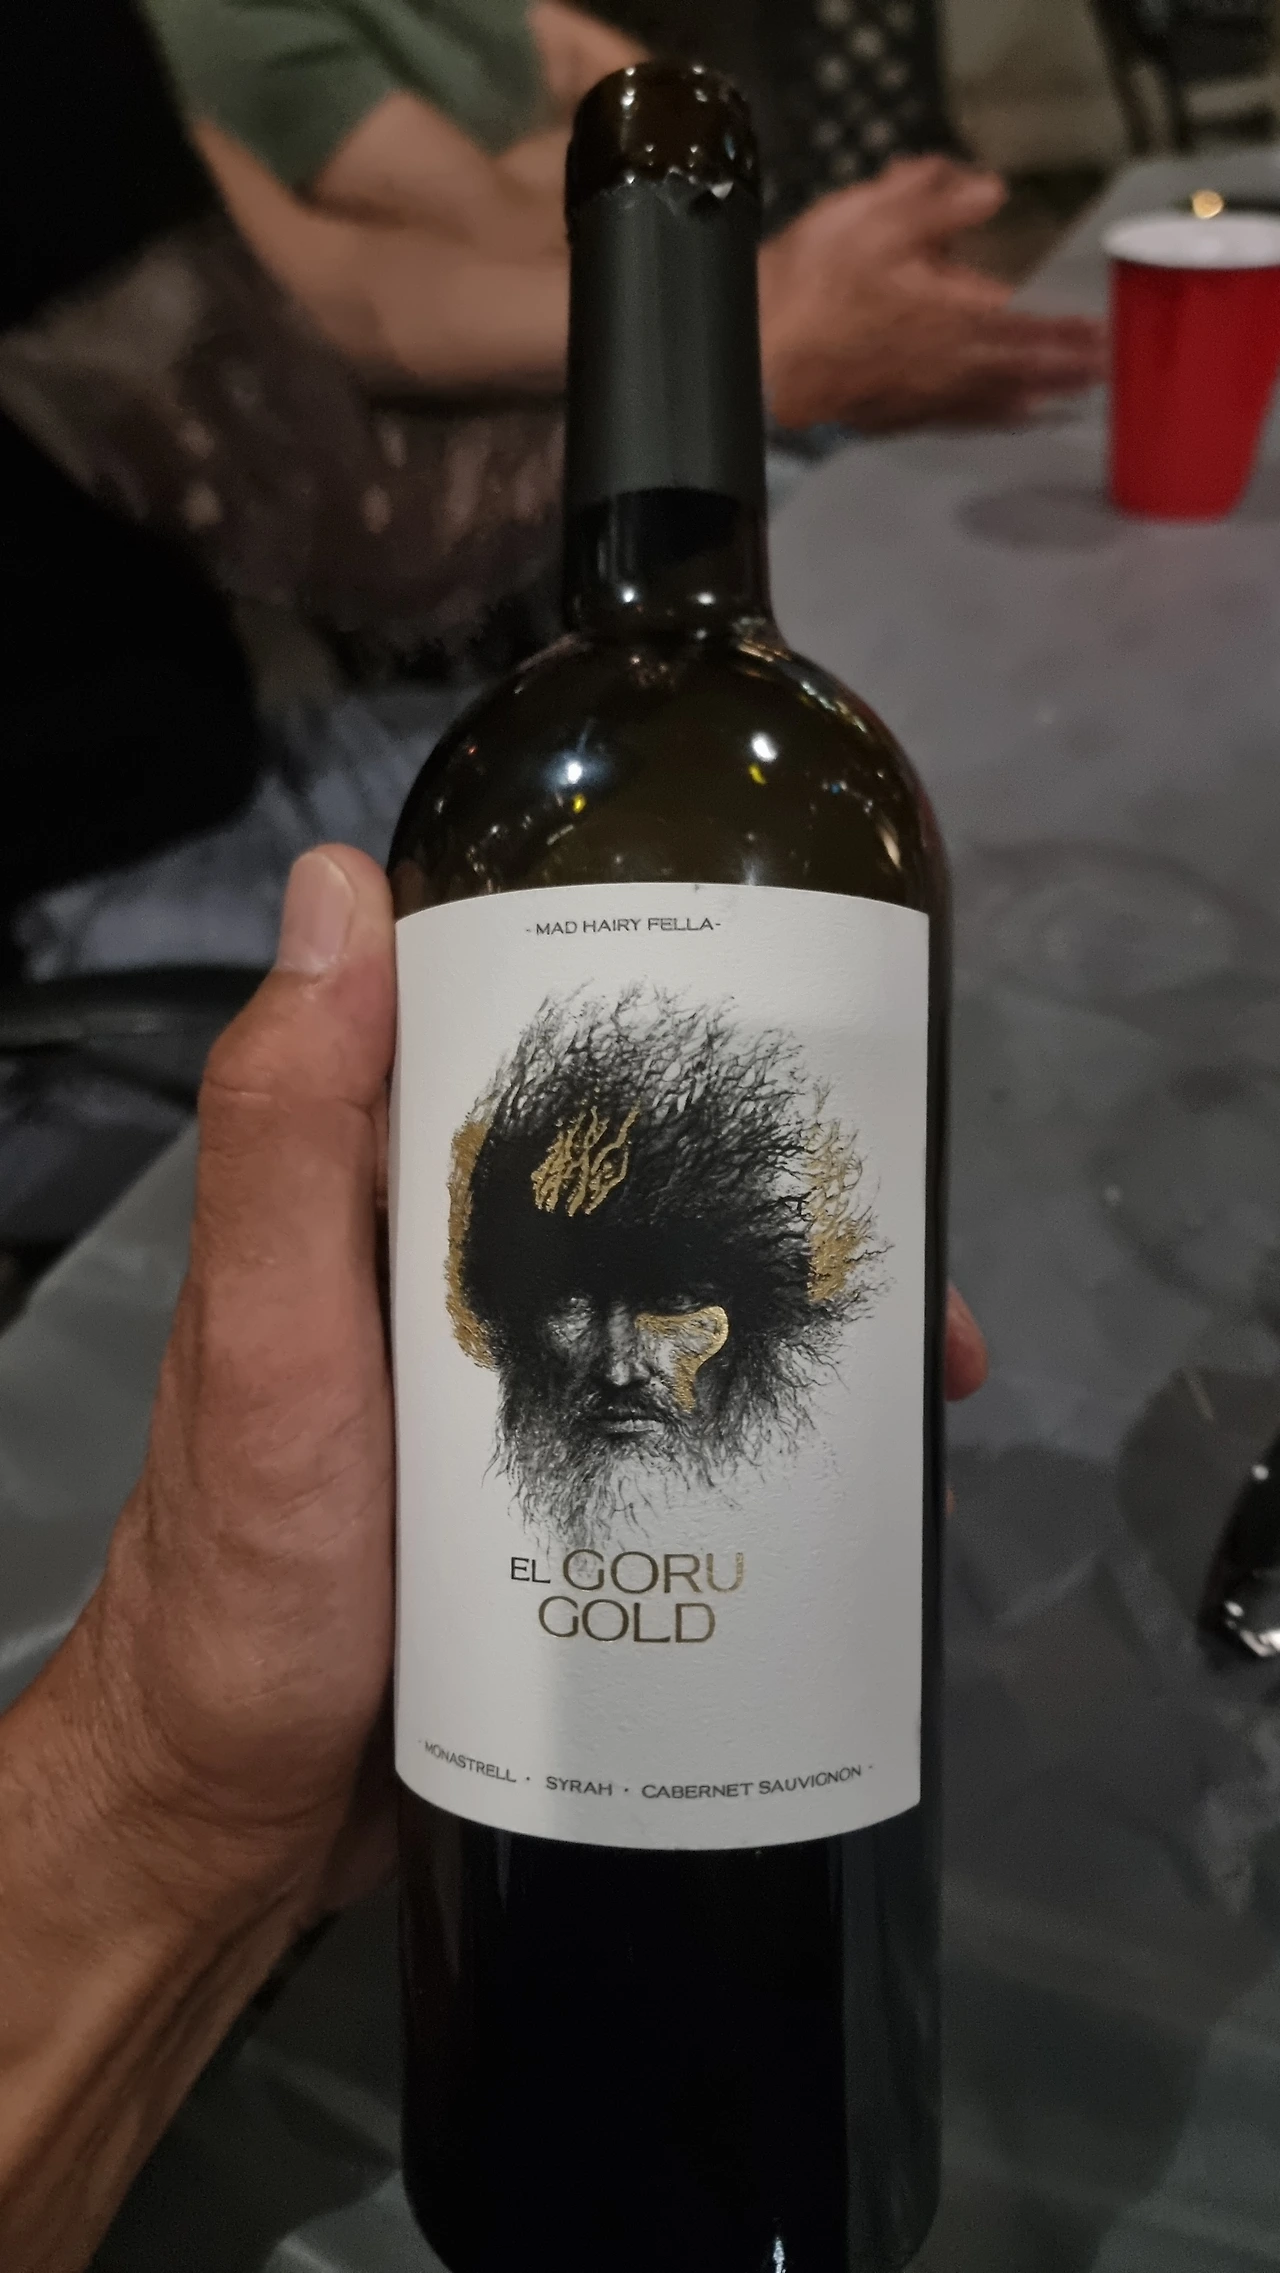 - MAD HAIRY FELLA-
EL GORU
GOLD
· MONASTRELL · SYRAH · CABERNET SAUVIGNON ·